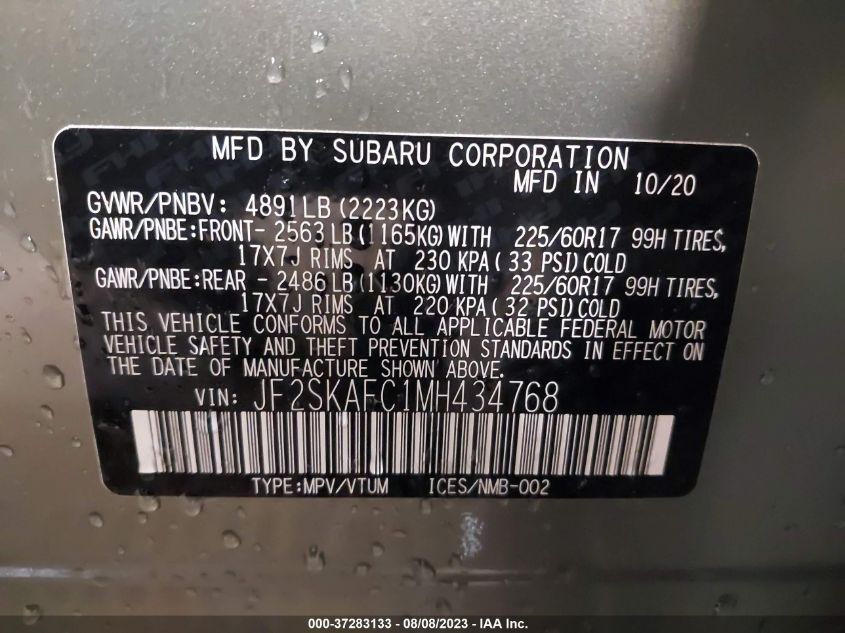 MFD BY SUBARU CORPORATION
MFD IN 10/20
GVWR/PNBV: 4891LB(2223KG)
GAWR/PNBE:FRONT- 2563LB(1165KG)WITH 225/60R17 99H TIRES,
17X7J RIMS AT 230 KPA(33 PSI)COLD
GAWR/PNBE:REAR - 2486LB(1130KG)WITH 225/60R17 99H TIRES,
17X7J RIMS AT 220 KPA(32 PSI)COLD
THIS VEHICLE CONFORMS TO ALL APPLICABLE FEDERAL MOTOR
VEHICLE SAFETY AND THEFT PREVENTION STANDARDS IN EFFECT ON
THE DATE OF MANUFACTURE SHOWN ABOVE.
VIN: JF2SKAFC1MH434768
TYPE:MPV/VTUM ICES/NMB-002
000-37283133 - 08/08/2023 - IAA Inc.